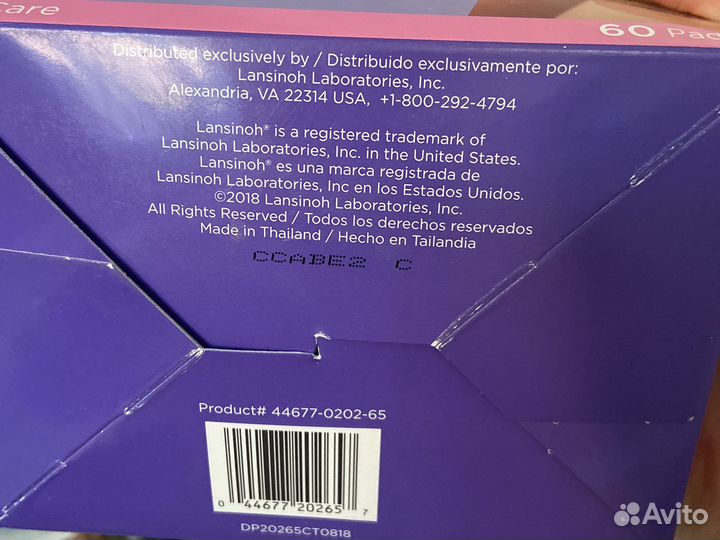 Care
60 Pad
Distributed exclusively by / Distribuido exclusivamente por:
Lansinoh Laboratories, Inc.
Alexandria, VA 22314 USA, +1-800-292-4794
Lansinoh® is a registered trademark of
Lansinoh Laboratories, Inc. in the United States.
Lansinoh® es una marca registrada de
Lansinoh Laboratories, Inc en los Estados Unidos.
©2018 Lansinoh Laboratories, Inc.
All Rights Reserved / Todos los derechos reservados
Made in Thailand / Hecho en Tailandia
CCABE2 C
Product# 44677-0202-65
0 44677 20265 7
DP20265CT0818
Avito